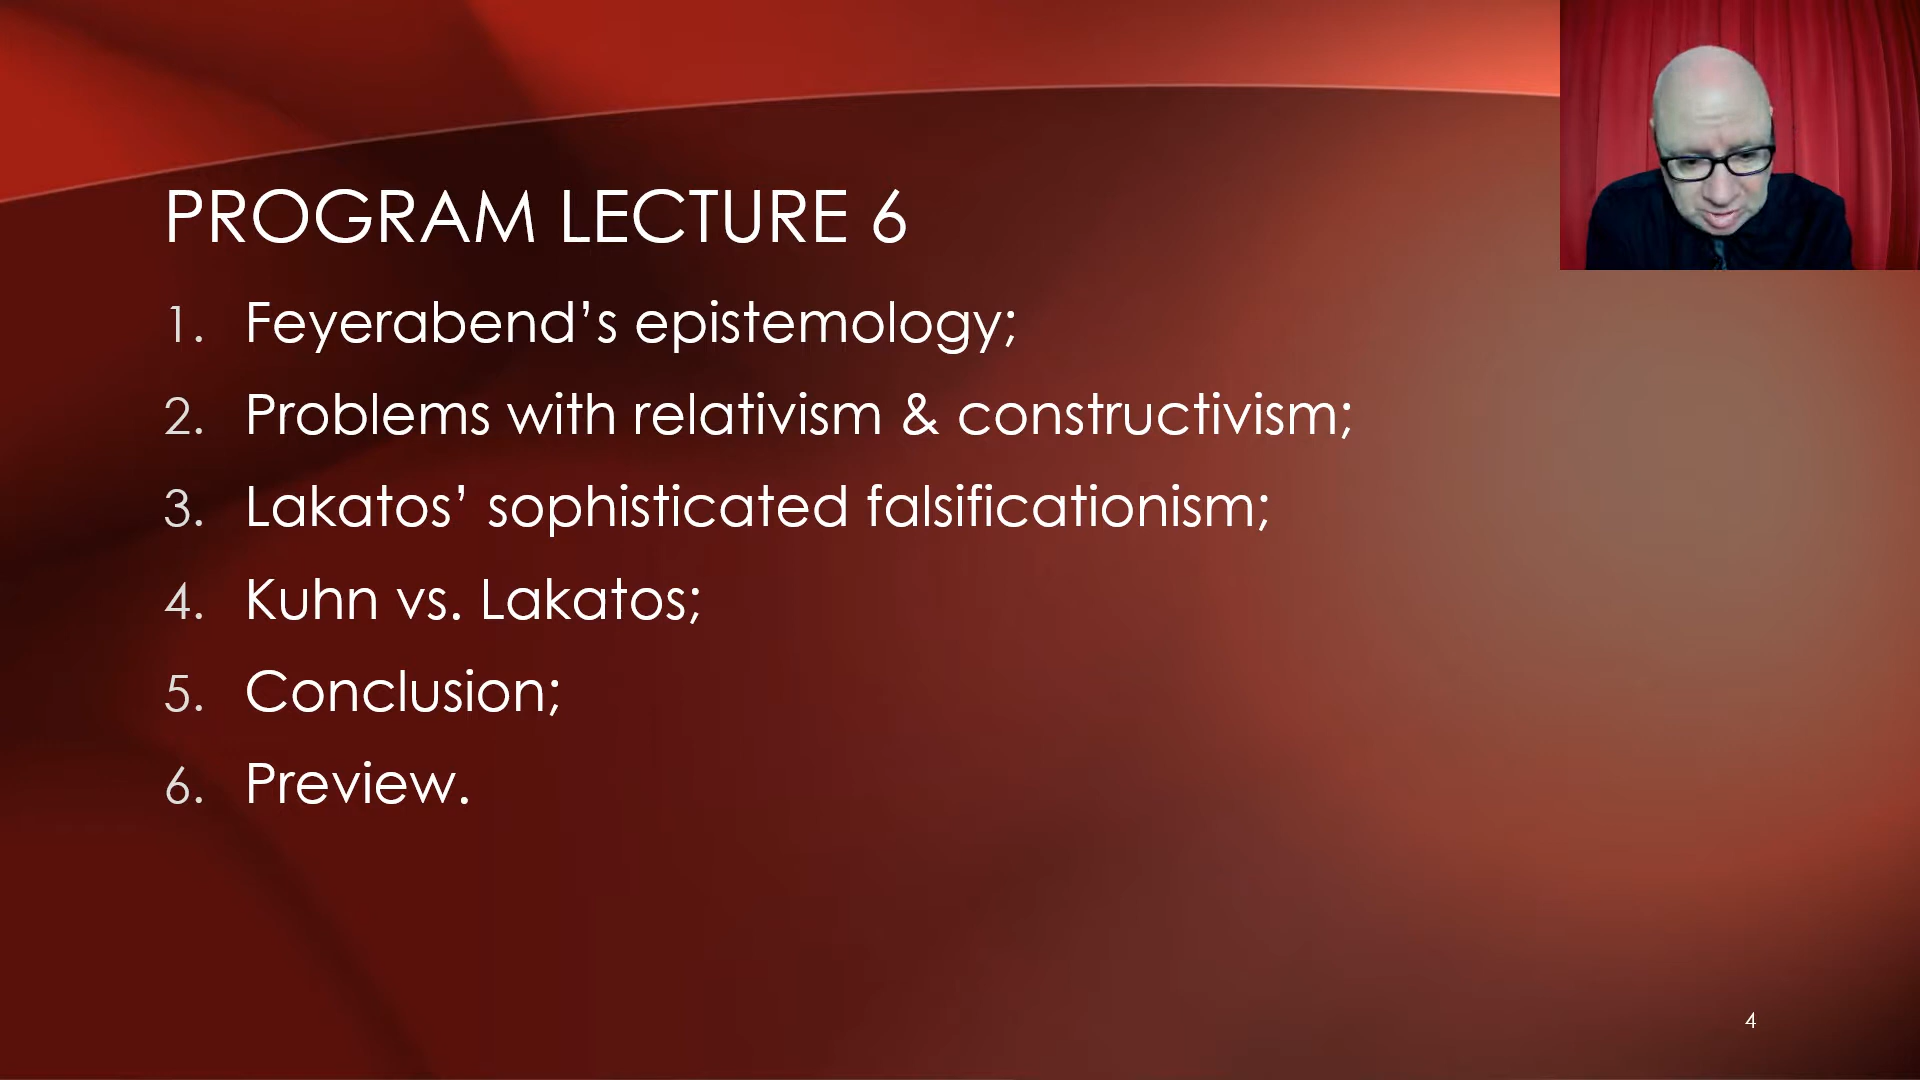 PROGRAM LECTURE 6
1. Feyerabend’s epistemology;
2. Problems with relativism & constructivism;
3. Lakatos’ sophisticated falsificationism;
4. Kuhn vs. Lakatos;
5. Conclusion;
6. Preview.
4